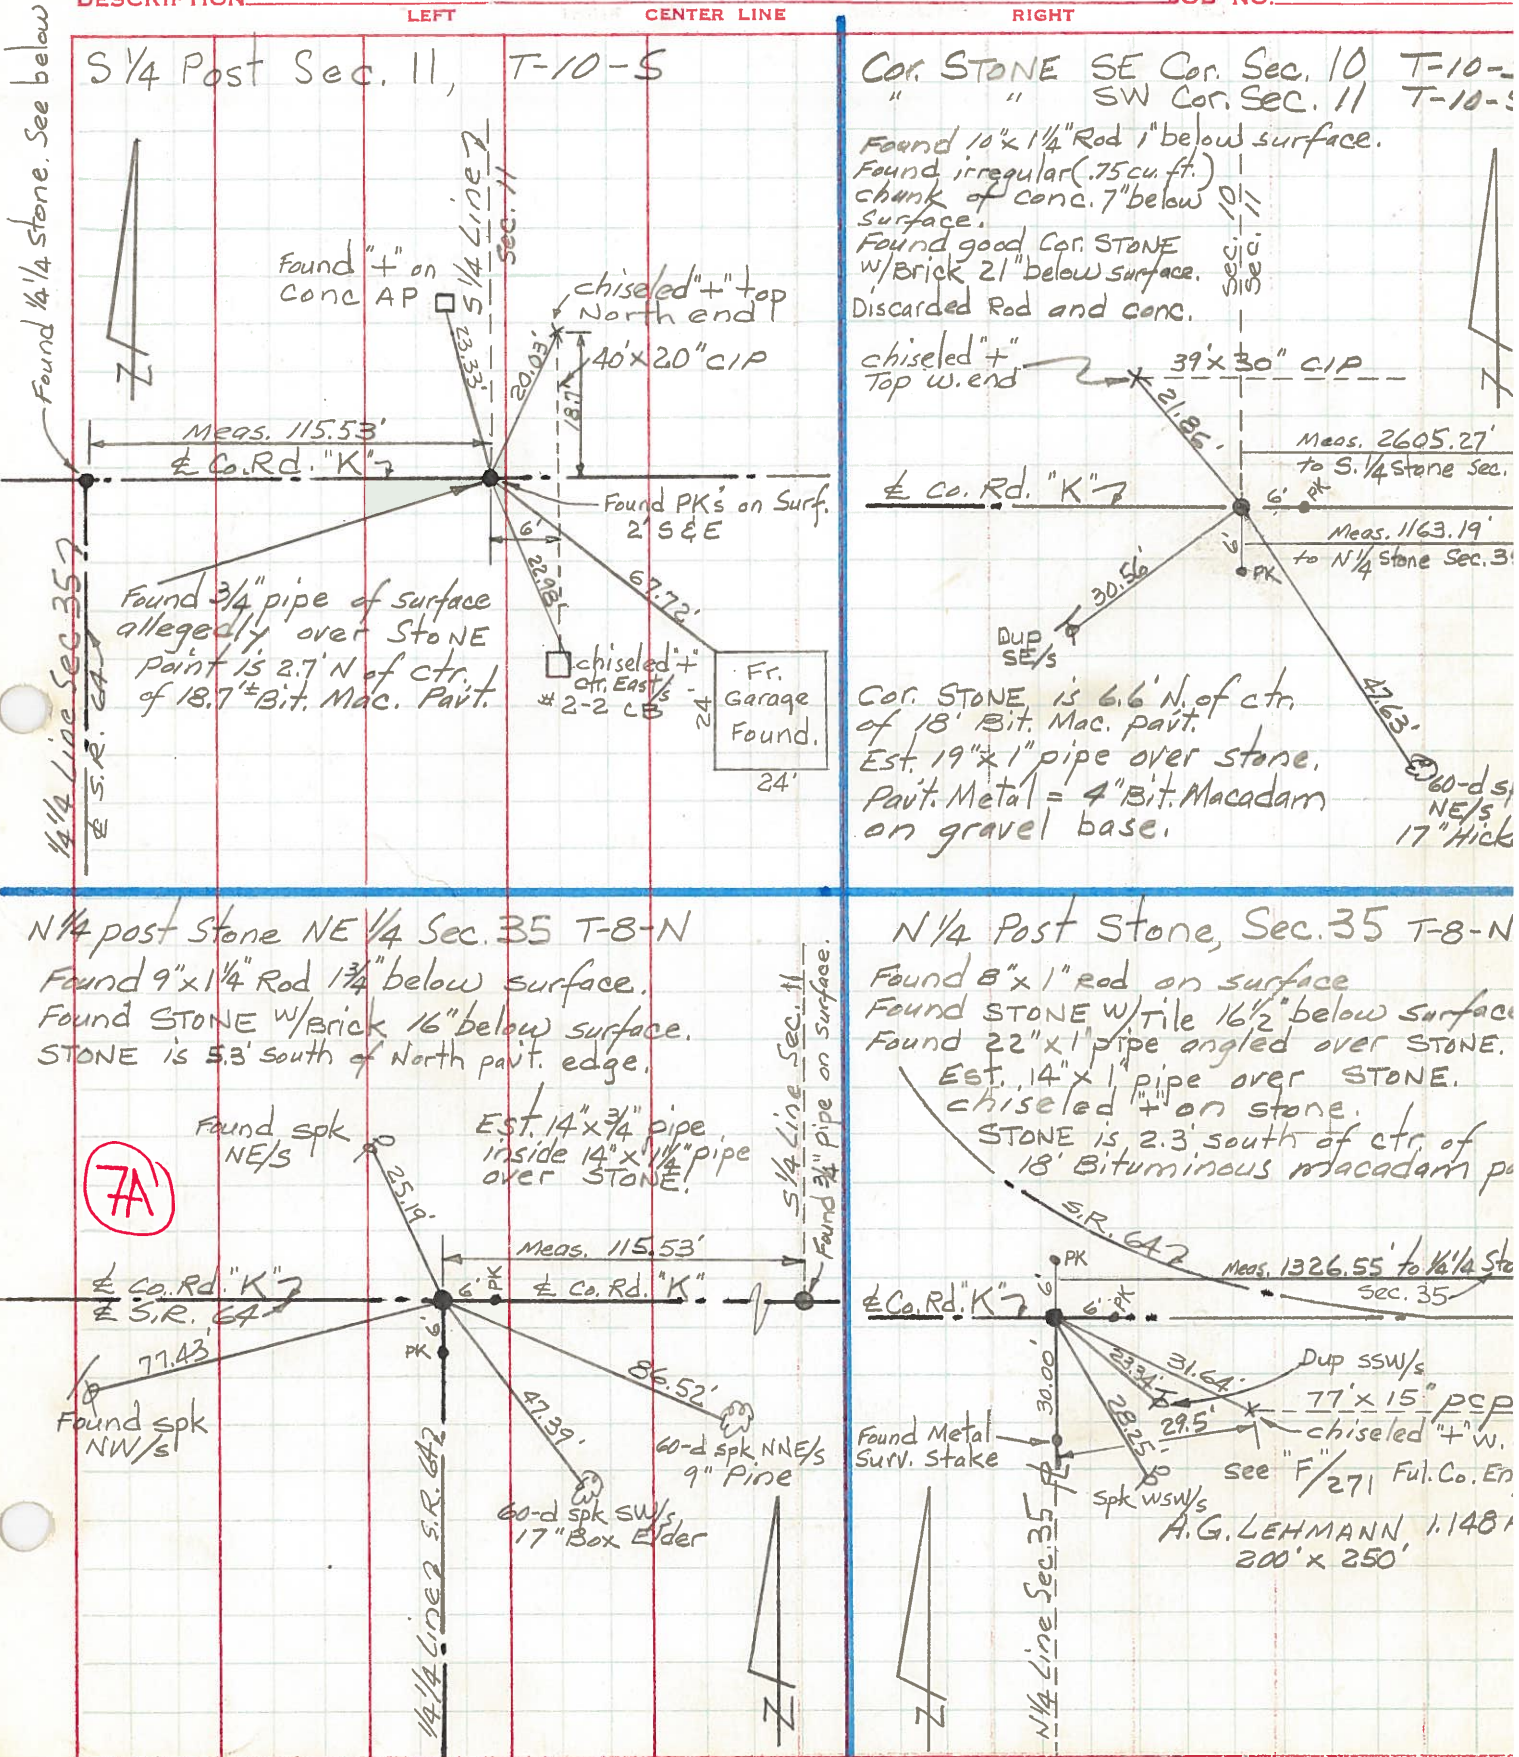 DESCRIPTION
LEFT
CENTER LINE
RIGHT
JOB NO.
Found ¼ ¼ Stone. See below
S ¼ Post Sec. 11, T-10-S
S ¼ Line
Sec. 11
Found "+" on
Conc AP
chiseled "+" top
North end
40' x 20" CIP
23.33'
20.03'
18.7'
Meas. 115.53'
℄ Co. Rd. "K"
Found PK's on Surf.
2' S & E
6'
22.98'
67.72'
Found ¾" pipe of surface
allegedly over STONE
Point is 2.7' N of ctr.
of 18.7'± Bit. Mac. Pav't.
chiseled "+"
ctr. East/s
# 2-2 CB
24'
Fr.
Garage
Found.
24'
¼ ¼ Line Sec 35
℄ S.R. 64
Cor. STONE SE Cor. Sec. 10 T-10-
" " SW Cor. Sec. 11 T-10-S
Found 10" x 1¼" Rod 1" below surface.
Found irregular (.75 cu. ft.)
chunk of conc. 7" below
surface.
Found good Cor. STONE
w/Brick 21" below surface.
Discarded Rod and conc.
Sec. 10
Sec. 11
chiseled "+"
Top w. end
39' x 30" CIP
21.86'
Meas. 2605.27'
to S. ¼ Stone Sec.
℄ Co. Rd. "K"
6'
PK
Meas. 1163.19'
to N ¼ Stone Sec. 3
6'
PK
30.56'
Dup
SE/s
47.63'
Cor. STONE is 6.6' N. of ctr.
of 18' Bit. Mac. pav't.
Est. 19" x 1" pipe over stone.
Pav't. Metal = 4" Bit. Macadam
on gravel base.
60-d sp
NE/s
17" Hick
N ¼ post Stone NE ¼ Sec. 35 T-8-N
Found 9" x 1¼" Rod 1¾" below surface.
Found STONE w/Brick 16" below surface.
STONE is 5.3' South of North pav't. edge.
Found spk
NE/s
Est. 14" x ¾" pipe
inside 14" x 1¼" pipe
over STONE.
S ¼ Line Sec. 11
Found ¾" pipe on surface.
7A
25.19'
Meas. 115.53'
℄ Co. Rd. "K"
℄ S.R. 64
6'
PK
℄ Co. Rd. "K"
6'
PK
77.43'
Found spk
NW/s
86.52'
47.39'
60-d spk NNE/s
9" Pine
60-d spk SW/s
17" Box Elder
¼ ¼ Line S.R. 64
N ¼ Post Stone, Sec. 35 T-8-N
Found 8" x 1" Rod on surface
Found STONE w/Tile 16½" below surface
Found 22" x 1" pipe angled over STONE.
Est. 14" x 1" pipe over STONE.
chiseled "+" on stone.
STONE is 2.3' south of ctr. of
18' Bituminous macadam pa
S.R. 64
PK
6'
Meas. 1326.55' to ¼ ¼ Sto
Sec. 35
℄ Co. Rd. "K"
6'
PK
30.00'
23.34'
31.64'
Dup SSW/s
77' x 15" PCP
chiseled "+" W.
29.5'
28.25'
Found Metal
Surv. Stake
Spk WSW/s
See "F"/271 Ful. Co. En
A.G. LEHMANN 1.148 A
200' x 250'
N ¼ Line Sec. 35